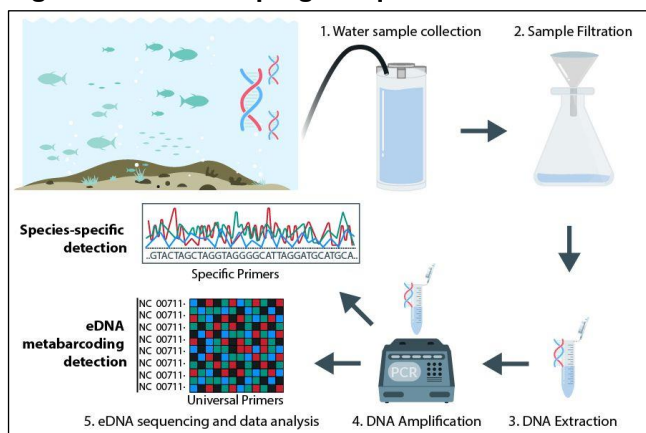 1. Water sample collection
2. Sample Filtration
Species-specific
detection
..GTACTAGCTAGGTAGGGGCATTAGGATGCATGCA..
Specific Primers
eDNA
metabarcoding
detection
NC 00711·
NC 00711·
NC 00711·
NC 00711·
NC 00711·
NC 00711·
NC 00711·
NC 00711·
Universal Primers
PCR
5. eDNA sequencing and data analysis
4. DNA Amplification
3. DNA Extraction